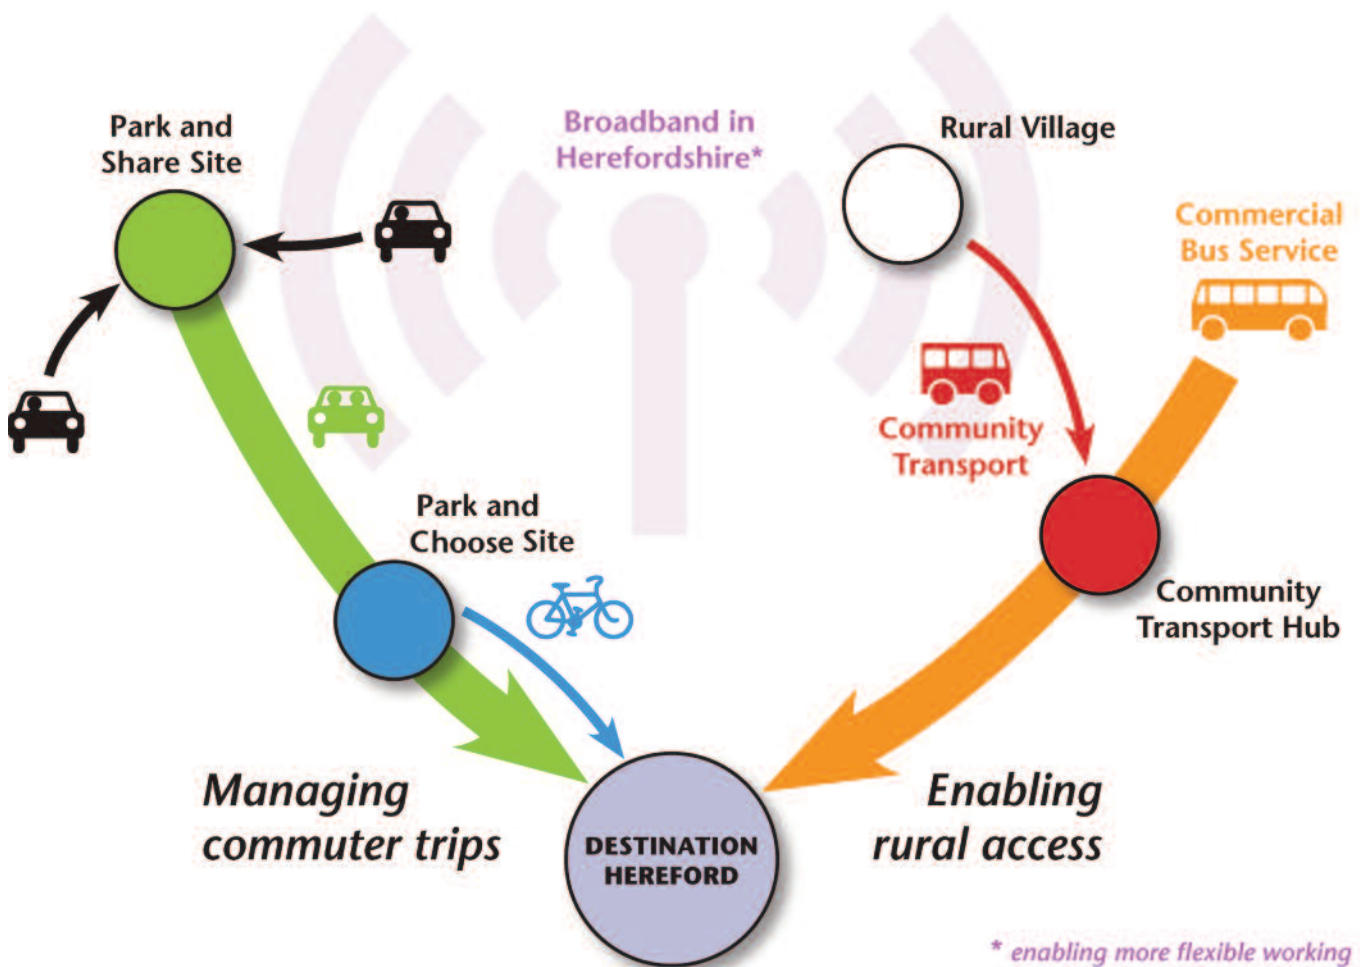 Park and
Share Site
Broadband in
Herefordshire*
Rural Village
Commercial
Bus Service
Community
Transport
Park and
Choose Site
Community
Transport Hub
Managing
commuter trips
DESTINATION
HEREFORD
Enabling
rural access
* enabling more flexible working